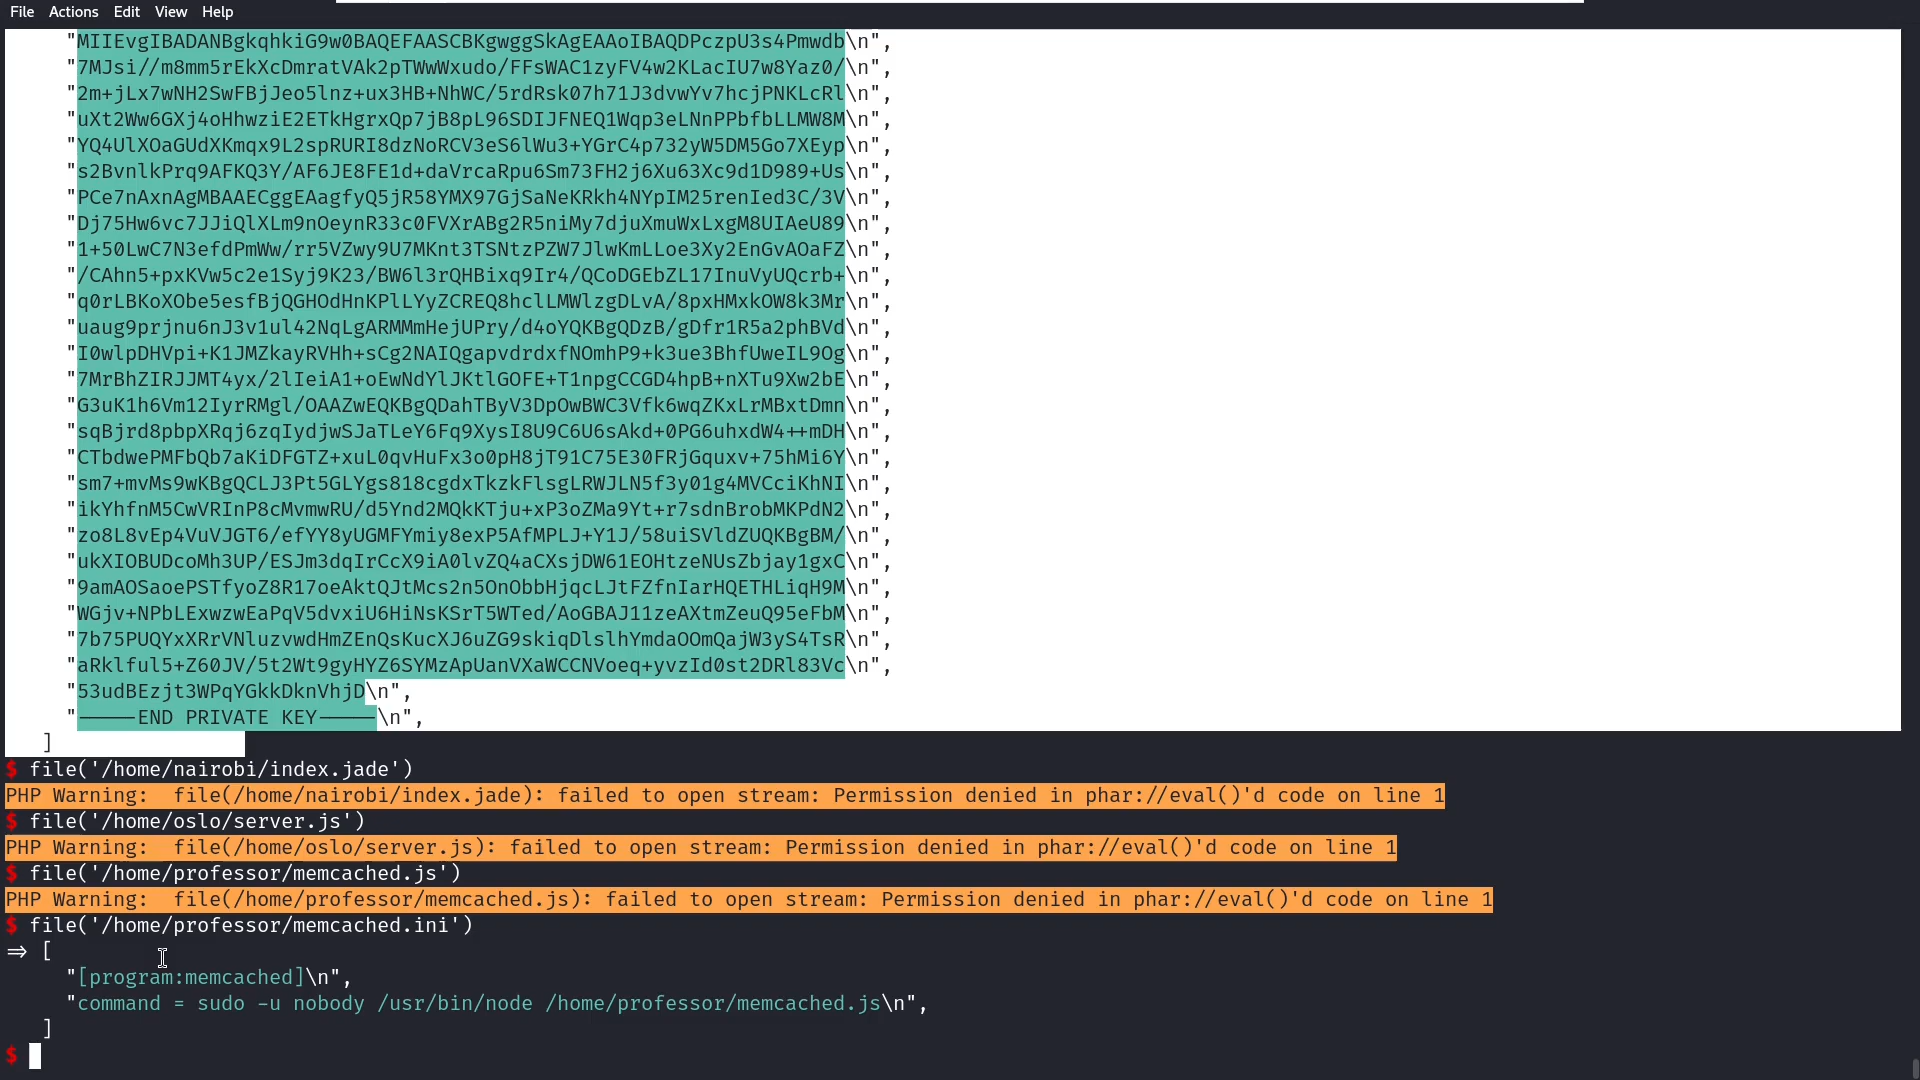 File Actions Edit View Help
"MIIEvgIBADANBgkqhkiG9w0BAQEFAASCBKgwggSkAgEAAoIBAQDPczpU3s4Pmwdb\n",
"7MJsi//m8mm5rEkXcDmratVAk2pTWwWxudo/FFsWAC1zyFV4w2KLacIU7w8Yaz0/\n",
"2m+jLx7wNH2SwFBjJeo5lnz+ux3HB+NhWC/5rdRsk07h71J3dvwYv7hcjPNKLcRl\n",
"uXt2Ww6GXj4oHhwziE2ETkHgrxQp7jB8pL96SDIJFNEQ1Wqp3eLNnPPbfbLLMW8M\n",
"YQ4UlXOaGUdXKmqx9L2spRURI8dzNoRCV3eS6lWu3+YGrC4p732yW5DM5Go7XEyp\n",
"s2BvnlkPrq9AFKQ3Y/AF6JE8FE1d+daVrcaRpu6Sm73FH2j6Xu63Xc9d1D989+Us\n",
"PCe7nAxnAgMBAAECggEAagfyQ5jR58YMX97GjSaNeKRkh4NYpIM25renIed3C/3V\n",
"Dj75Hw6vc7JJiQlXLm9nOeynR33c0FVXrABg2R5niMy7djuXmuWxLxgM8UIAeU89\n",
"1+50LwC7N3efdPmWw/rr5VZwy9U7MKnt3TSNtzPZW7JlwKmLLoe3Xy2EnGvAOaFZ\n",
"/CAhn5+pxKVw5c2e1Syj9K23/BW6l3rQHBixq9Ir4/QCoDGEbZL17InuVyUQcrb+\n",
"q0rLBKoXObe5esfBjQGHOdHnKPlLYyZCREQ8hclLMWlzgDLvA/8pxHMxkOW8k3Mr\n",
"uaug9prjnu6nJ3v1ul42NqLgARMMmHejUPry/d4oYQKBgQDzB/gDfr1R5a2phBVd\n",
"I0wlpDHVpi+K1JMZkayRVHh+sCg2NAIQgapvdrdxfNOmhP9+k3ue3BhfUweIL9Og\n",
"7MrBhZIRJJMT4yx/2lIeiA1+oEwNdYlJKtlGOFE+T1npgCCGD4hpB+nXTu9Xw2bE\n",
"G3uK1h6Vm12IyrRMgl/OAAZwEQKBgQDahTByV3DpOwBWC3Vfk6wqZKxLrMBxtDmn\n",
"sqBjrd8pbpXRqj6zqIydjwSJaTLeY6Fq9XysI8U9C6U6sAkd+0PG6uhxdW4++mDH\n",
"CTbdwePMFbQb7aKiDFGTZ+xuL0qvHuFx3o0pH8jT91C75E30FRjGquxv+75hMi6Y\n",
"sm7+mvMs9wKBgQCLJ3Pt5GLYgs818cgdxTkzkFlsgLRWJLN5f3y01g4MVCciKhNI\n",
"ikYhfnM5CwVRInP8cMvmwRU/d5Ynd2MQkKTju+xP3oZMa9Yt+r7sdnBrobMKPdN2\n",
"zo8L8vEp4VuVJGT6/efYY8yUGMFYmiy8exP5AfMPLJ+Y1J/58uiSVldZUQKBgBM/\n",
"ukXIOBUDcoMh3UP/ESJm3dqIrCcX9iA0lvZQ4aCXsjDW61EOHtzeNUsZbjay1gxC\n",
"9amAOSaoePSTfyoZ8R17oeAktQJtMcs2n5OnObbHjqcLJtFZfnIarHQETHLiqH9M\n",
"WGjv+NPbLExwzwEaPqV5dvxiU6HiNsKSrT5WTed/AoGBAJ11zeAXtmZeuQ95eFbM\n",
"7b75PUQYxXRrVNluzvwdHmZEnQsKucXJ6uZG9skiqDlslhYmdaOOmQajW3yS4TsR\n",
"aRklful5+Z60JV/5t2Wt9gyHYZ6SYMzApUanVXaWCCNVoeq+yvzId0st2DRl83Vc\n",
"53udBEzjt3WPqYGkkDknVhjD\n",
"-----END PRIVATE KEY-----\n",
]
$ file('/home/nairobi/index.jade')
PHP Warning:  file(/home/nairobi/index.jade): failed to open stream: Permission denied in phar://eval()'d code on line 1
$ file('/home/oslo/server.js')
PHP Warning:  file(/home/oslo/server.js): failed to open stream: Permission denied in phar://eval()'d code on line 1
$ file('/home/professor/memcached.js')
PHP Warning:  file(/home/professor/memcached.js): failed to open stream: Permission denied in phar://eval()'d code on line 1
$ file('/home/professor/memcached.ini')
=> [
"[program:memcached]\n",
"command = sudo -u nobody /usr/bin/node /home/professor/memcached.js\n",
]
$